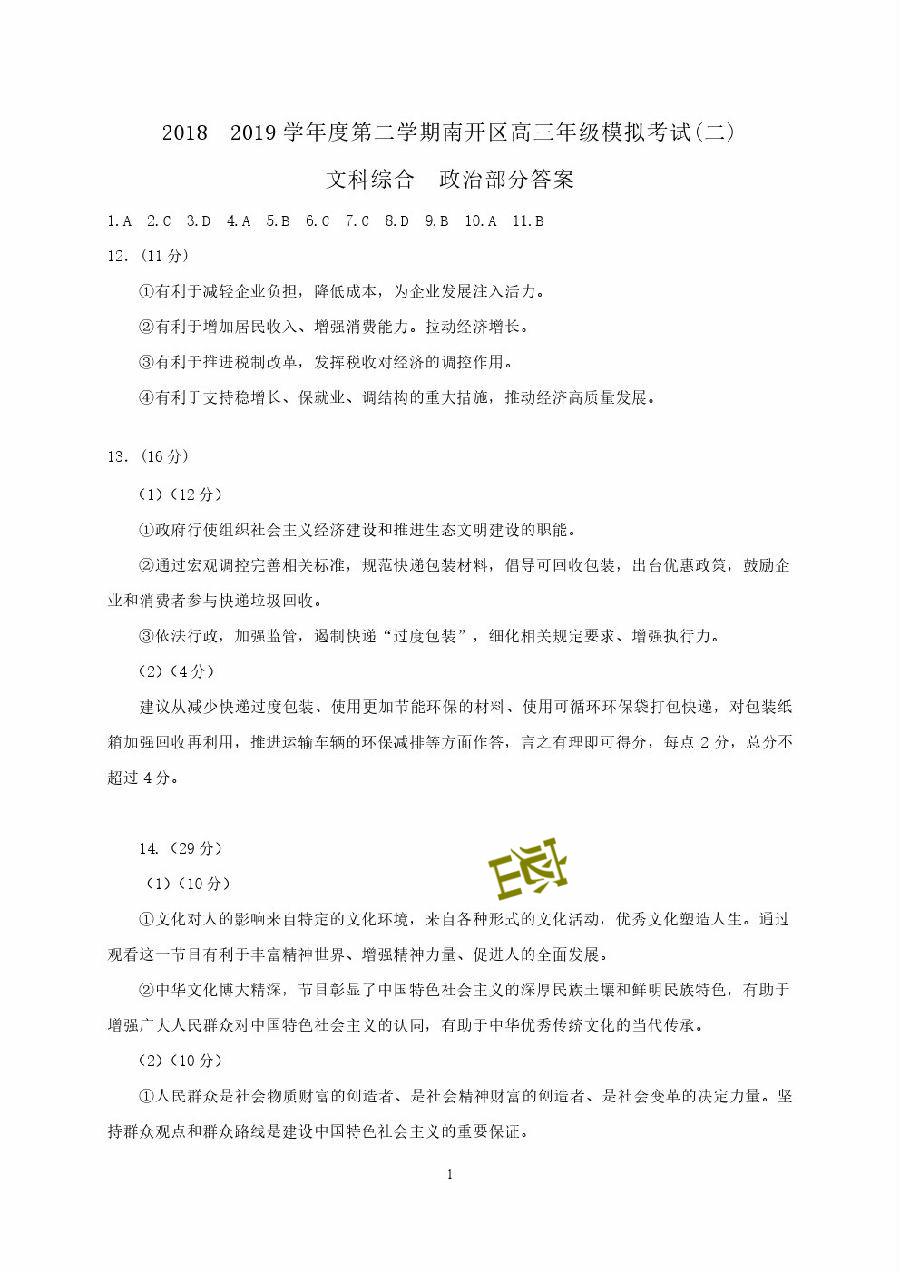 2018 2019学年度第二学期南开区高三年级模拟考试(二)
文科综合 政治部分答案
1.A 2.C 3.D 4.A 5.B 6.C 7.C 8.D 9.B 10.A 11.B
12.(11分)
①有利于减轻企业负担，降低成本，为企业发展注入活力。
②有利于增加居民收入、增强消费能力。拉动经济增长。
③有利于推进税制改革，发挥税收对经济的调控作用。
④有利于支持稳增长、保就业、调结构的重大措施，推动经济高质量发展。
13.(16分)
(1)(12分)
①政府行使组织社会主义经济建设和推进生态文明建设的职能。
②通过宏观调控完善相关标准，规范快递包装材料，倡导可回收包装，出台优惠政策，鼓励企
业和消费者参与快递垃圾回收。
③依法行政，加强监管，遏制快递“过度包装”，细化相关规定要求、增强执行力。
(2)(4分)
建议从减少快递过度包装、使用更加节能环保的材料、使用可循环环保袋打包快递，对包装纸
箱加强回收再利用，推进运输车辆的环保减排等方面作答，言之有理即可得分，每点2分，总分不
超过4分。
14.(29分)
(1)(10分)
①文化对人的影响来自特定的文化环境，来自各种形式的文化活动，优秀文化塑造人生。通过
观看这一节目有利于丰富精神世界、增强精神力量、促进人的全面发展。
②中华文化博大精深，节目彰显了中国特色社会主义的深厚民族土壤和鲜明民族特色，有助于
增强广大人民群众对中国特色社会主义的认同，有助于中华优秀传统文化的当代传承。
(2)(10分)
①人民群众是社会物质财富的创造者、是社会精神财富的创造者、是社会变革的决定力量。坚
持群众观点和群众路线是建设中国特色社会主义的重要保证。
1